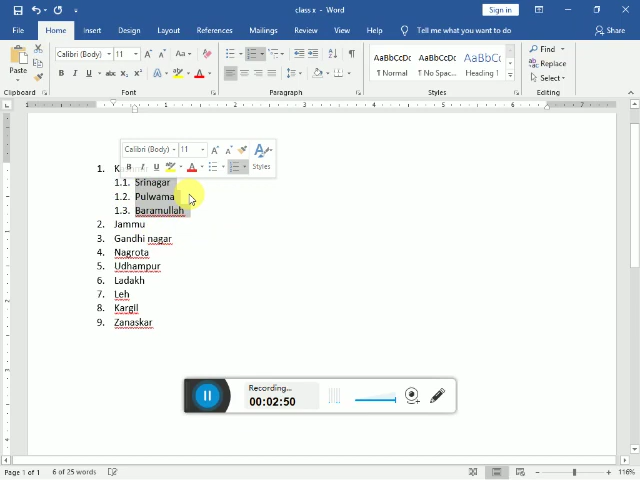 class x - Word
Sign in
File Home Insert Design Layout References Mailings Review View Help Tell me what you want to do Share
Paste
Calibri (Body) 11
Clipboard Font Paragraph Styles Editing
AaBbCcDc AaBbCcDc AaBbCc
¶ Normal ¶ No Spac... Heading 1
Find
Replace
Select
Calibri (Body) 11
Styles
1.
1.1. Srinagar
1.2. Pulwama
1.3. Baramullah
2. Jammu
3. Gandhi nagar
4. Nagrota
5. Udhampur
6. Ladakh
7. Leh
8. Kargil
9. Zanaskar
Recording...
00:02:50
Page 1 of 1 6 of 25 words 116%